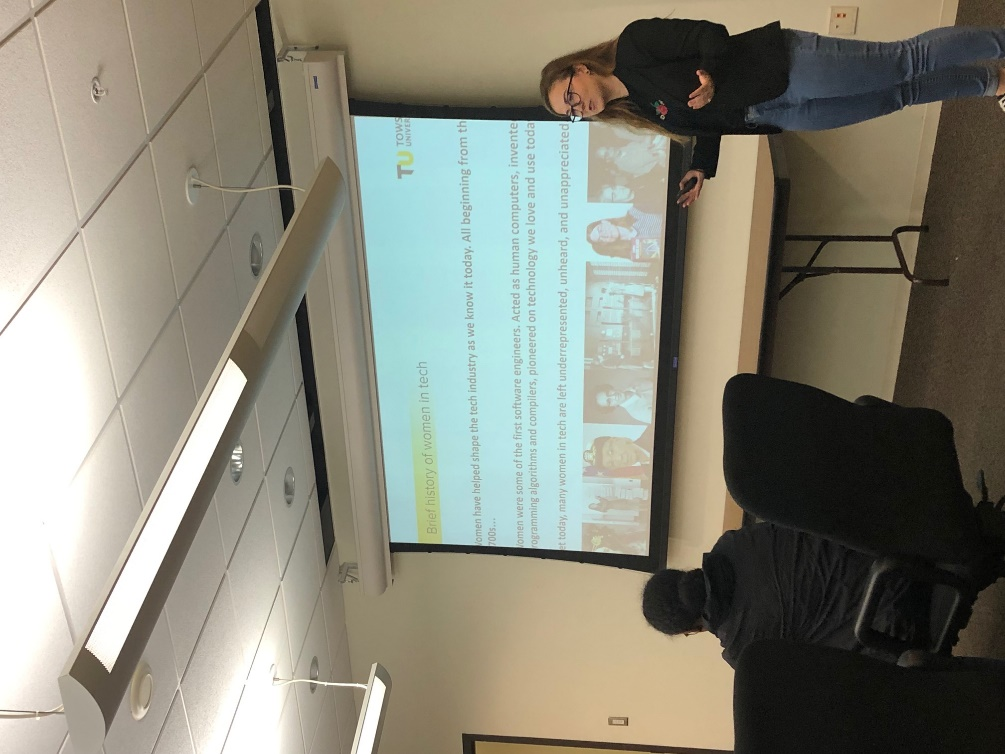 TU TOWS
UNIVER
Brief history of women in tech
omen have helped shape the tech industry as we know it today. All beginning from th
700s...
omen were some of the first software engineers. Acted as human computers, invente
ogramming algorithms and compilers, pioneered on technology we love and use toda
et today, many women in tech are left underrepresented, unheard, and unappreciated